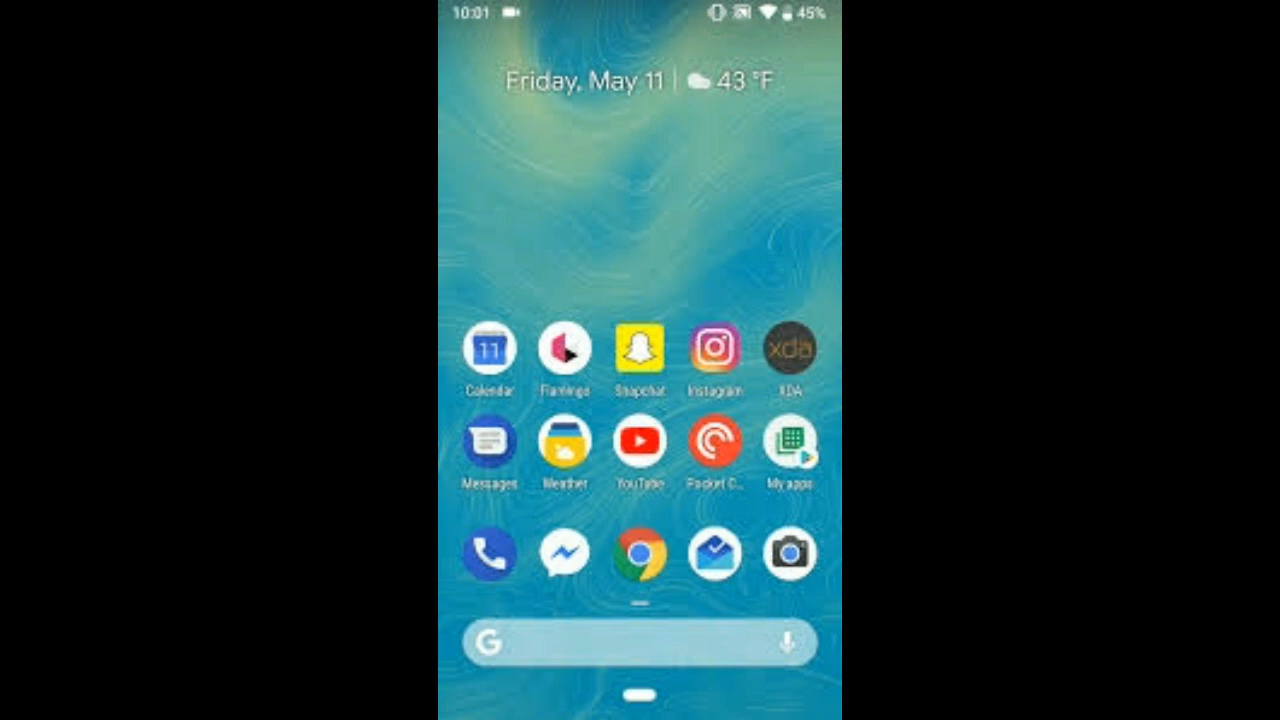 10:01 45%
Friday, May 11 | 43 °F
11 xda
Calendar Flamingo Snapchat Instagram XDA
Messages Weather YouTube Pocket C... My apps
G